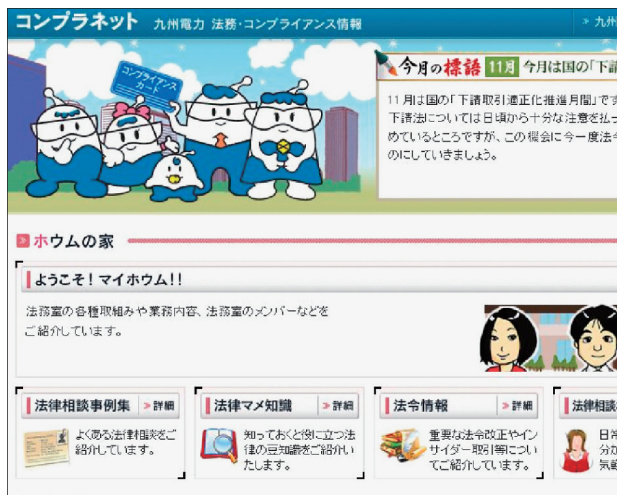 コンプラネット 九州電力 法務・コンプライアンス情報
» 九州
コンプライアンス
カード
今月の標語 11月 今月は国の「下請
11月は国の「下請取引適正化推進月間」です
下請法については日頃から十分な注意を払っ
めているところですが、この機会に今一度法令
のにしていきましょう。
ホウムの家
ようこそ！マイホウム!!
法務室の各種取組みや業務内容、法務室のメンバーなどを
ご紹介しています。
法律相談事例集 » 詳細
よくある法律相談をご
紹介しています。
法律マメ知識 » 詳細
知っておくと役に立つ法
律の豆知識をご紹介い
たします。
法令情報 » 詳細
重要な法令改正やイン
サイダー取引等につい
てご紹介しています。
法律相談
日常
分か
気軽